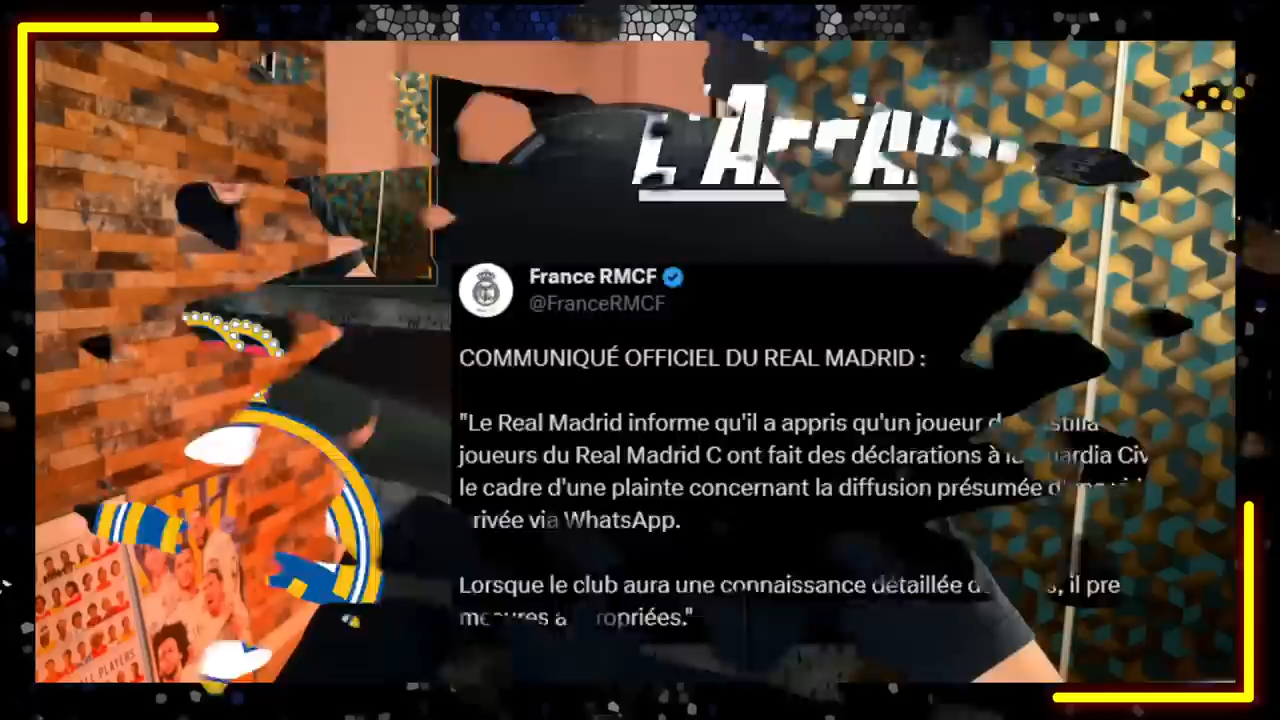 France RMCF
@FranceRMCF
COMMUNIQUÉ OFFICIEL DU REAL MADRID :
"Le Real Madrid informe qu'il a appris qu'un joueur
joueurs du Real Madrid C ont fait des déclarations à
le cadre d'une plainte concernant la diffusion présumée
via WhatsApp.
Lorsque le club aura une connaissance détaillée il
PLAYERS